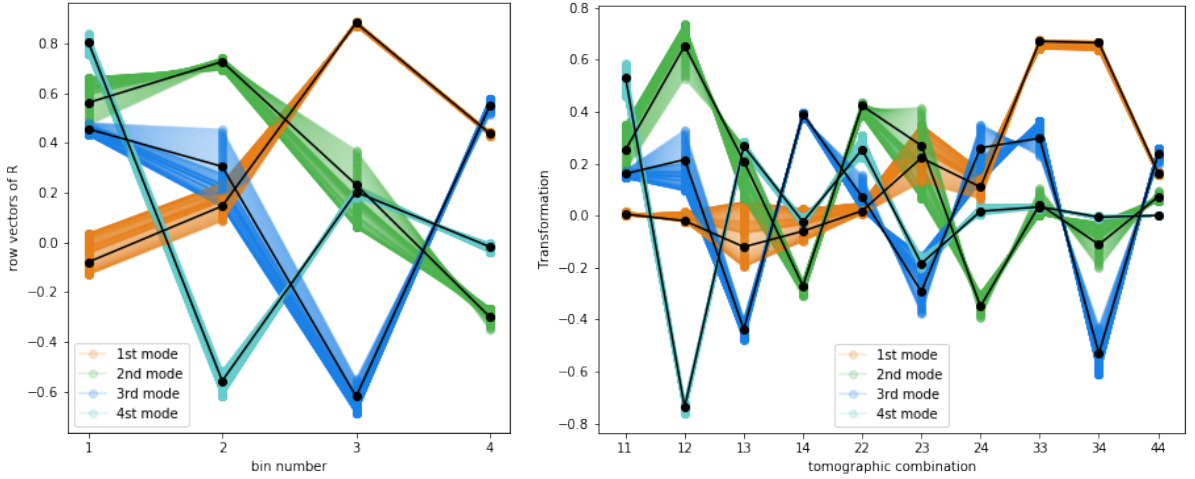 0.8
0.6
0.4
0.2
0.0
−0.2
−0.4
−0.6
row vectors of R
1st mode
2nd mode
3rd mode
4st mode
1 2 3 4
bin number
0.8
0.6
0.4
0.2
0.0
−0.2
−0.4
−0.6
−0.8
Transformation
1st mode
2nd mode
3rd mode
4st mode
11 12 13 14 22 23 24 33 34 44
tomographic combination